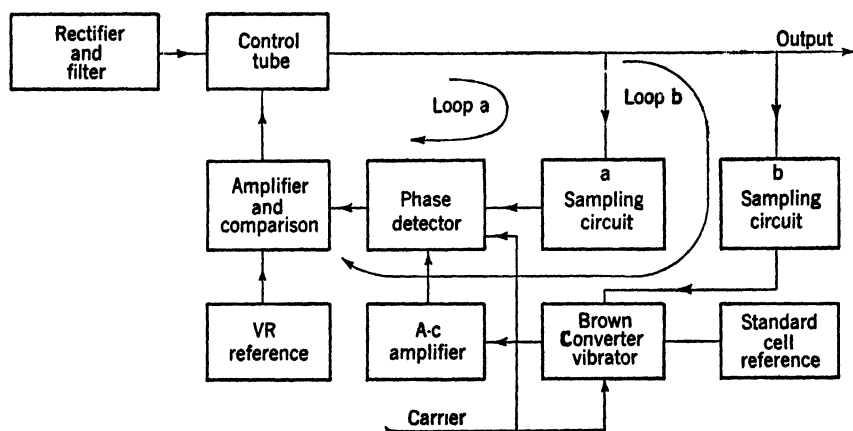 Rectifier
and
filter
Control
tube
Output
Loop a
Loop b
Amplifier
and
comparison
Phase
detector
a
Sampling
circuit
b
Sampling
circuit
VR
reference
A-c
amplifier
Brown
Converter
vibrator
Standard
cell
reference
Carrier